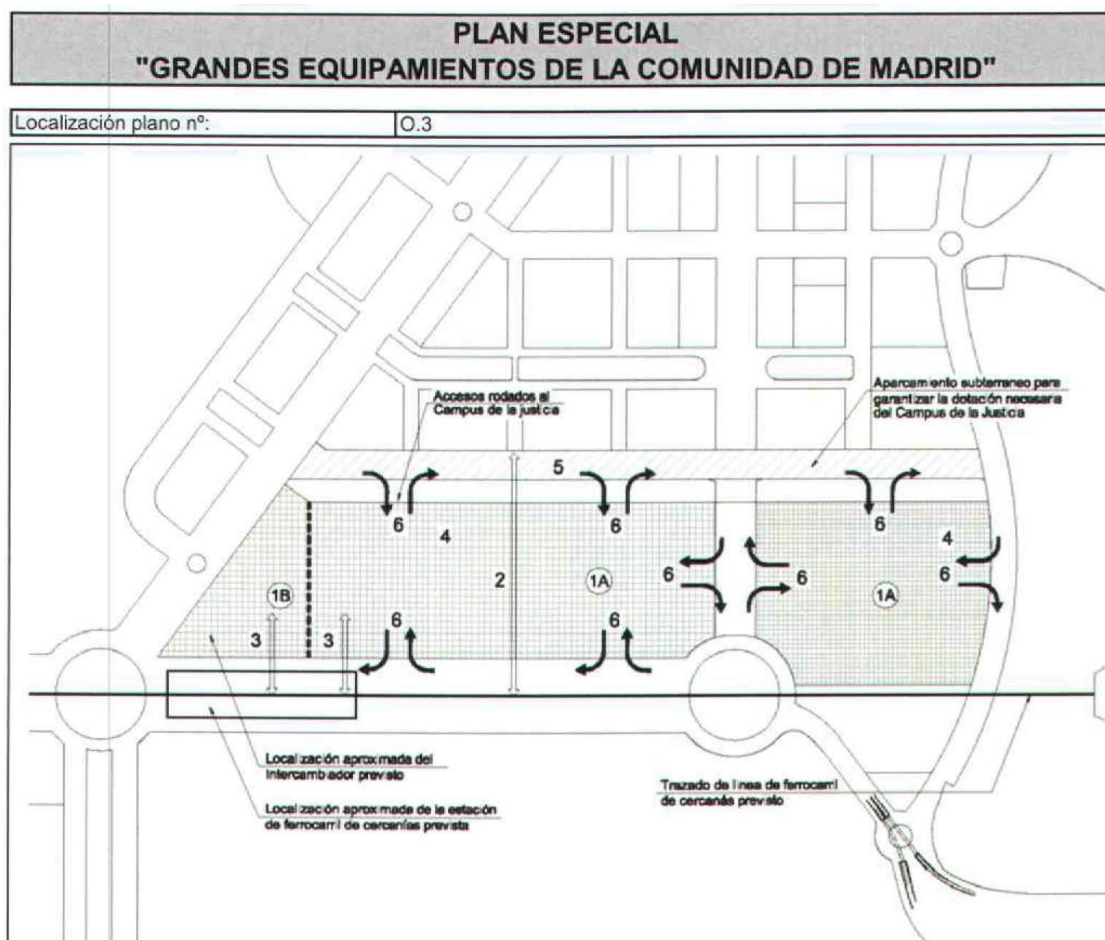 PLAN ESPECIAL
"GRANDES EQUIPAMIENTOS DE LA COMUNIDAD DE MADRID"
Localización plano nº:
O.3
Accesos rodados al
Campus de la justicia
Aparcamiento subterraneo para
garantizar la dotación necesaria
del Campus de la Justicia
5
6
6
6
4
4
2
1A
6
6
6
1B
1A
3
3
6
6
Localización aproximada del
Intercambiador previsto
Localización aproximada de la estación
de ferrocarril de cercanías prevista
Trazado de línea de ferrocarril
de cercanás previsto